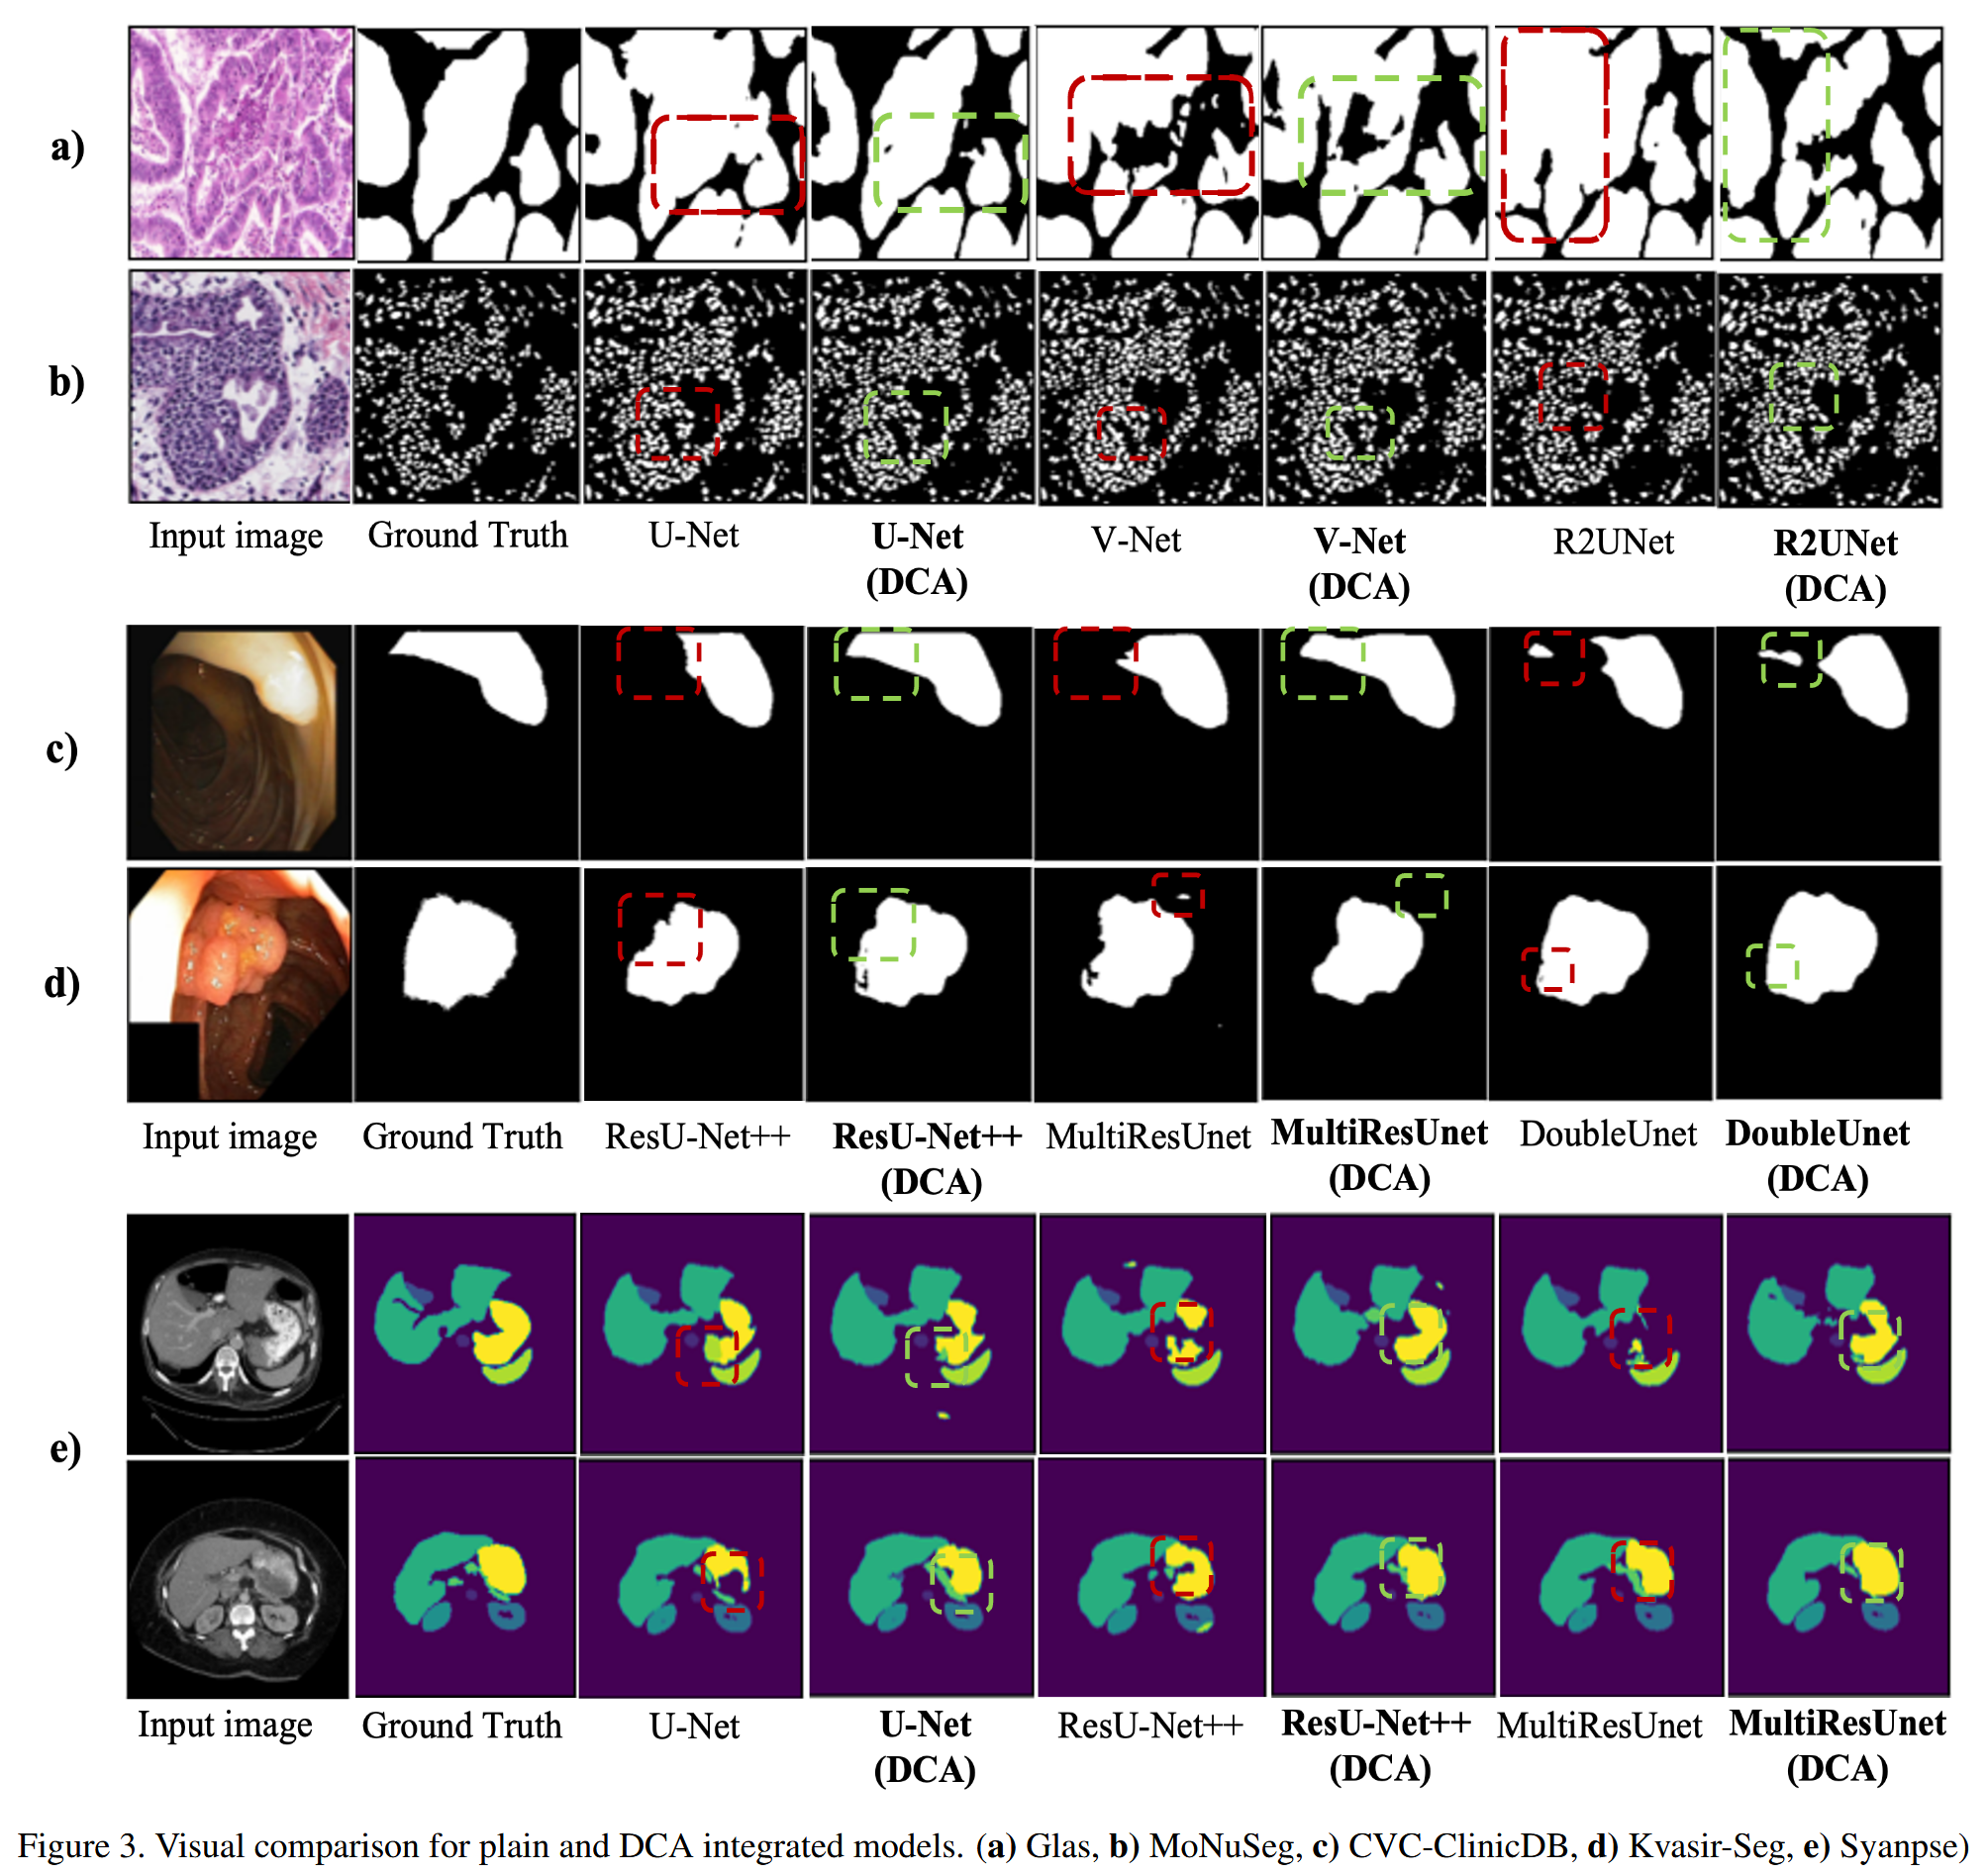 a)
b)
Input image
Ground Truth
U-Net
U-Net
(DCA)
V-Net
V-Net
(DCA)
R2UNet
R2UNet
(DCA)
c)
d)
Input image
Ground Truth
ResU-Net++
ResU-Net++
(DCA)
MultiResUnet
MultiResUnet
(DCA)
DoubleUnet
DoubleUnet
(DCA)
e)
Input image
Ground Truth
U-Net
U-Net
(DCA)
ResU-Net++
ResU-Net++
(DCA)
MultiResUnet
MultiResUnet
(DCA)
Figure 3. Visual comparison for plain and DCA integrated models. (a) Glas, b) MoNuSeg, c) CVC-ClinicDB, d) Kvasir-Seg, e) Syanpse)